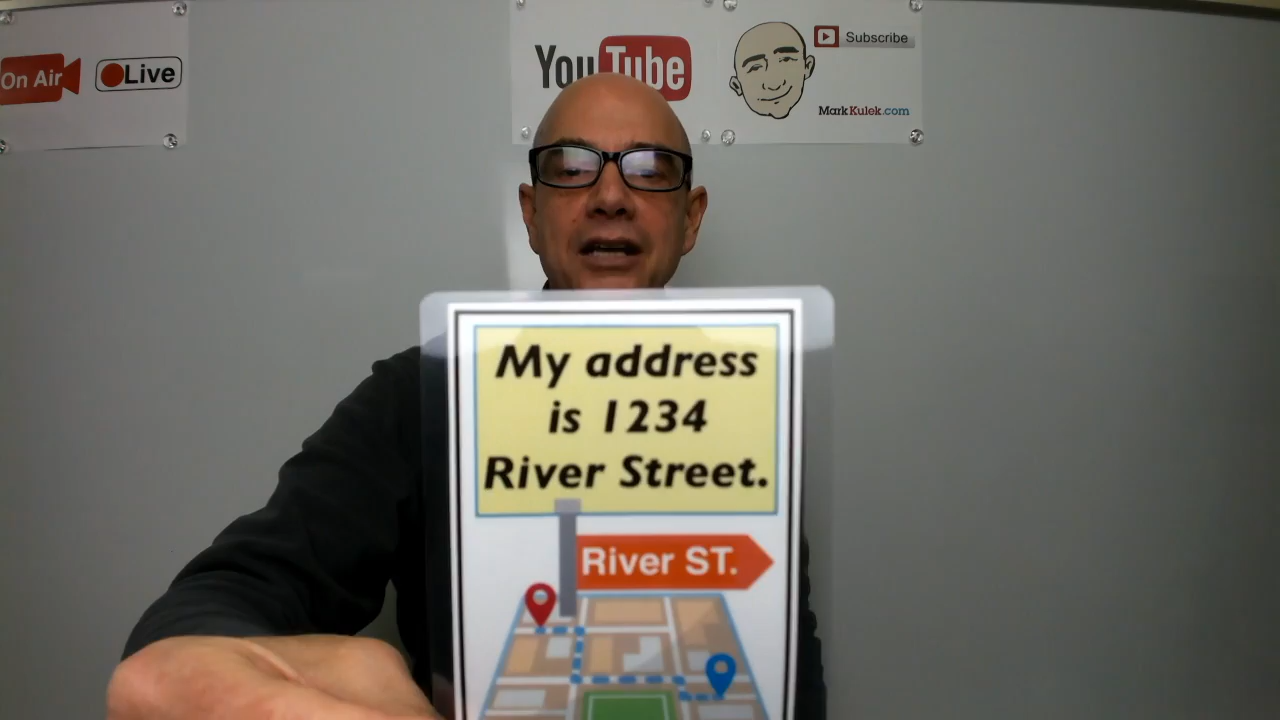 On Air
Live
YouTube
Subscribe
MarkKulek.com
My address
is 1234
River Street.
River ST.